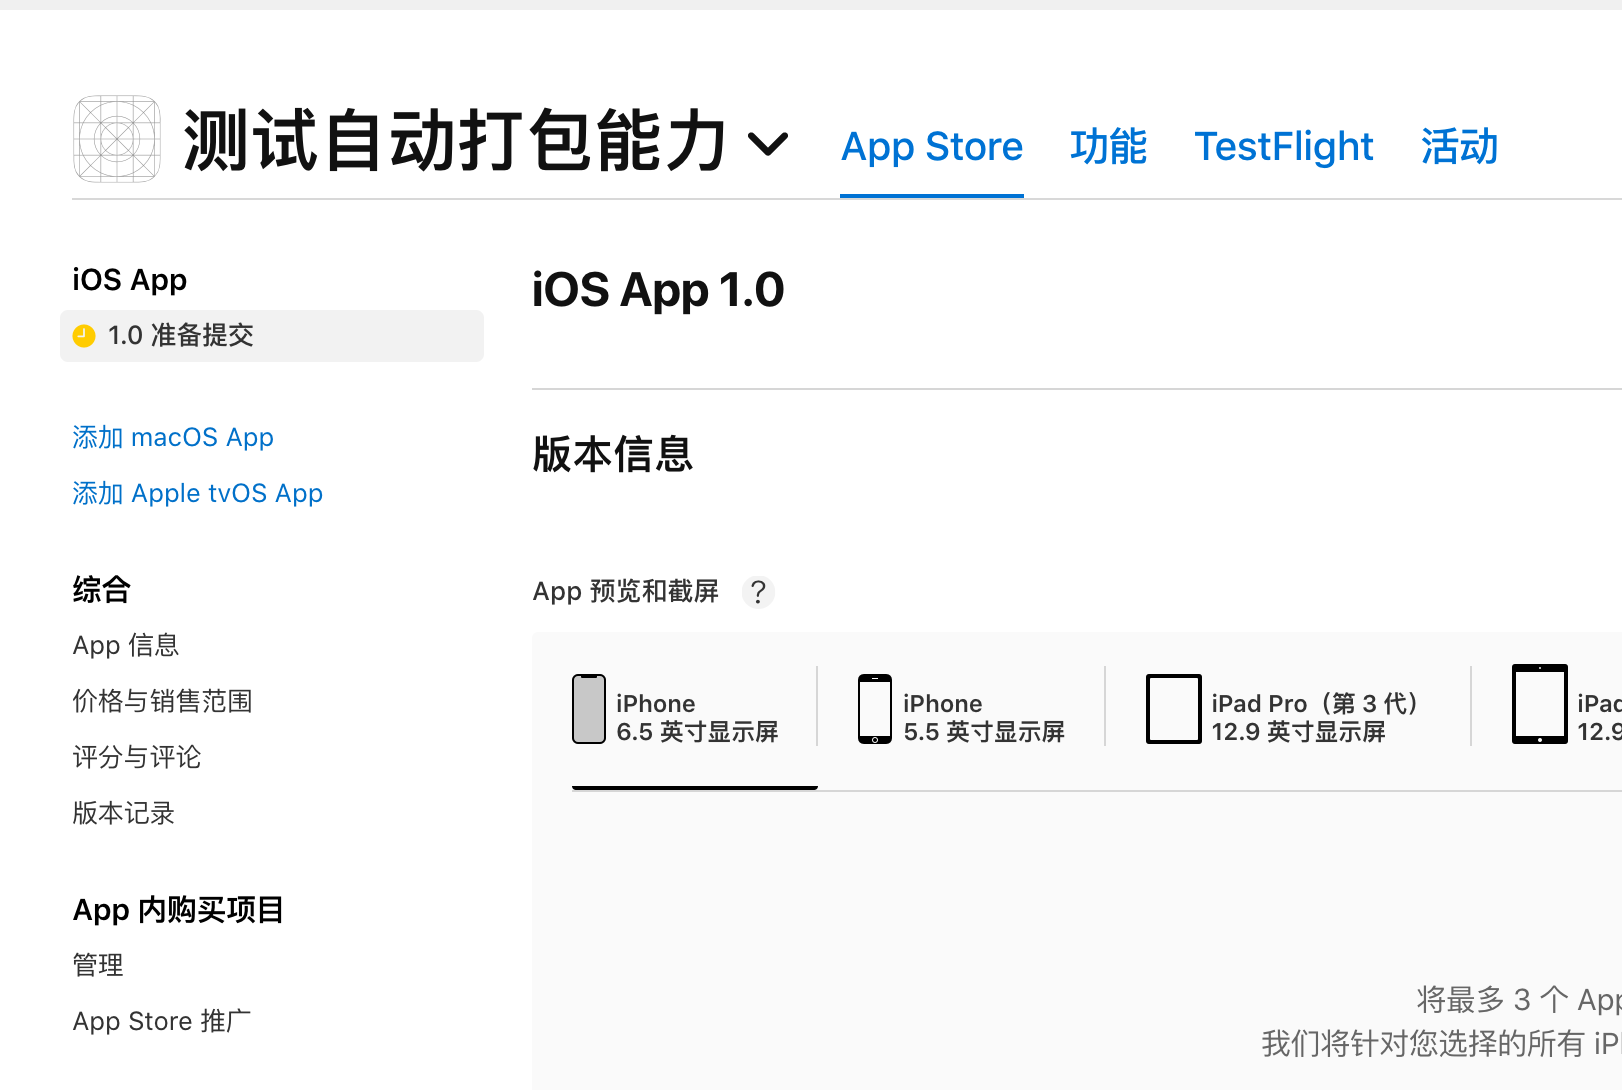 测试自动打包能力
App Store 功能 TestFlight 活动
iOS App
1.0 准备提交
添加 macOS App
添加 Apple tvOS App
综合
App 信息
价格与销售范围
评分与评论
版本记录
App 内购买项目
管理
App Store 推广
iOS App 1.0
版本信息
App 预览和截屏 ?
iPhone
6.5 英寸显示屏
iPhone
5.5 英寸显示屏
iPad Pro（第 3 代）
12.9 英寸显示屏
iPad
12.9
将最多 3 个 App
我们将针对您选择的所有 iP